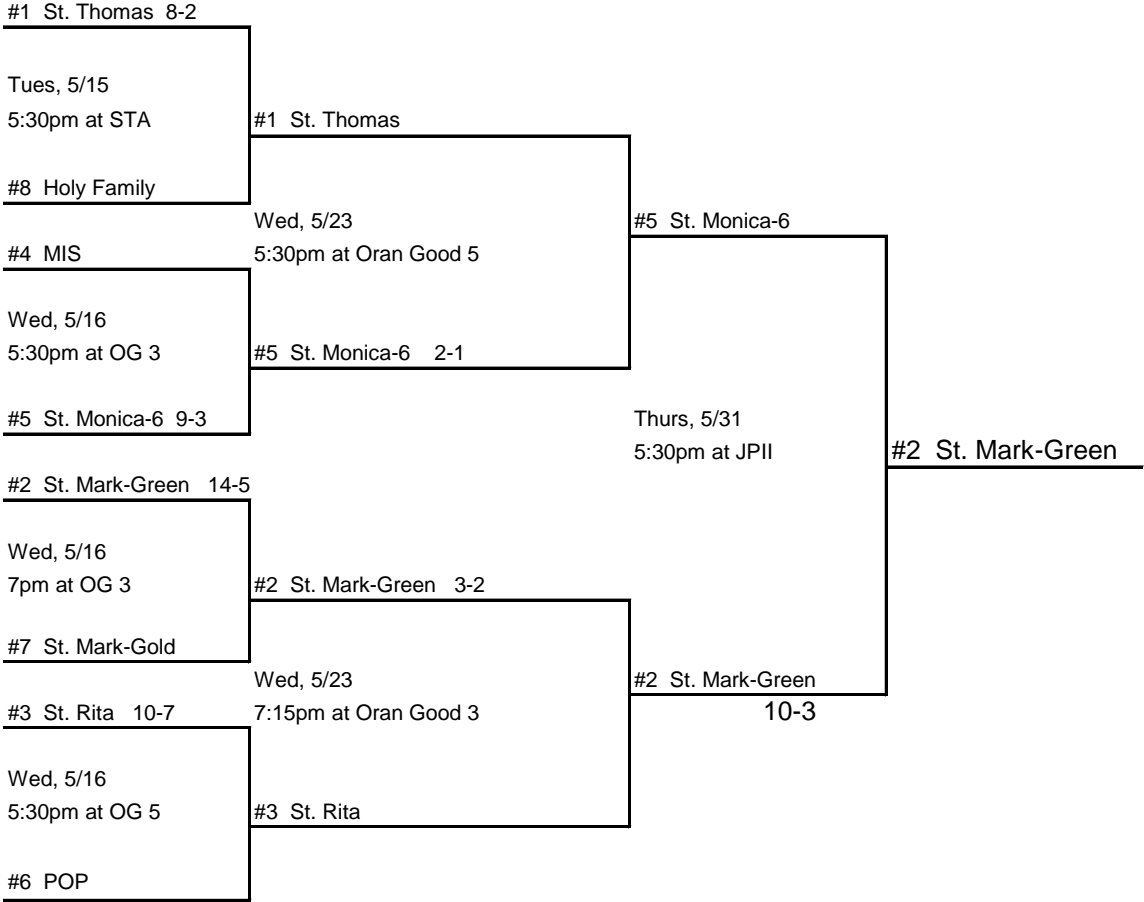 #1 St. Thomas 8-2
Tues, 5/15
5:30pm at STA
#1 St. Thomas
#8 Holy Family
Wed, 5/23
#5 St. Monica-6
#4 MIS
5:30pm at Oran Good 5
Wed, 5/16
5:30pm at OG 3
#5 St. Monica-6 2-1
#5 St. Monica-6 9-3
Thurs, 5/31
5:30pm at JPII
#2 St. Mark-Green
#2 St. Mark-Green 14-5
Wed, 5/16
7pm at OG 3
#2 St. Mark-Green 3-2
#7 St. Mark-Gold
Wed, 5/23
#2 St. Mark-Green
#3 St. Rita 10-7
7:15pm at Oran Good 3
10-3
Wed, 5/16
5:30pm at OG 5
#3 St. Rita
#6 POP